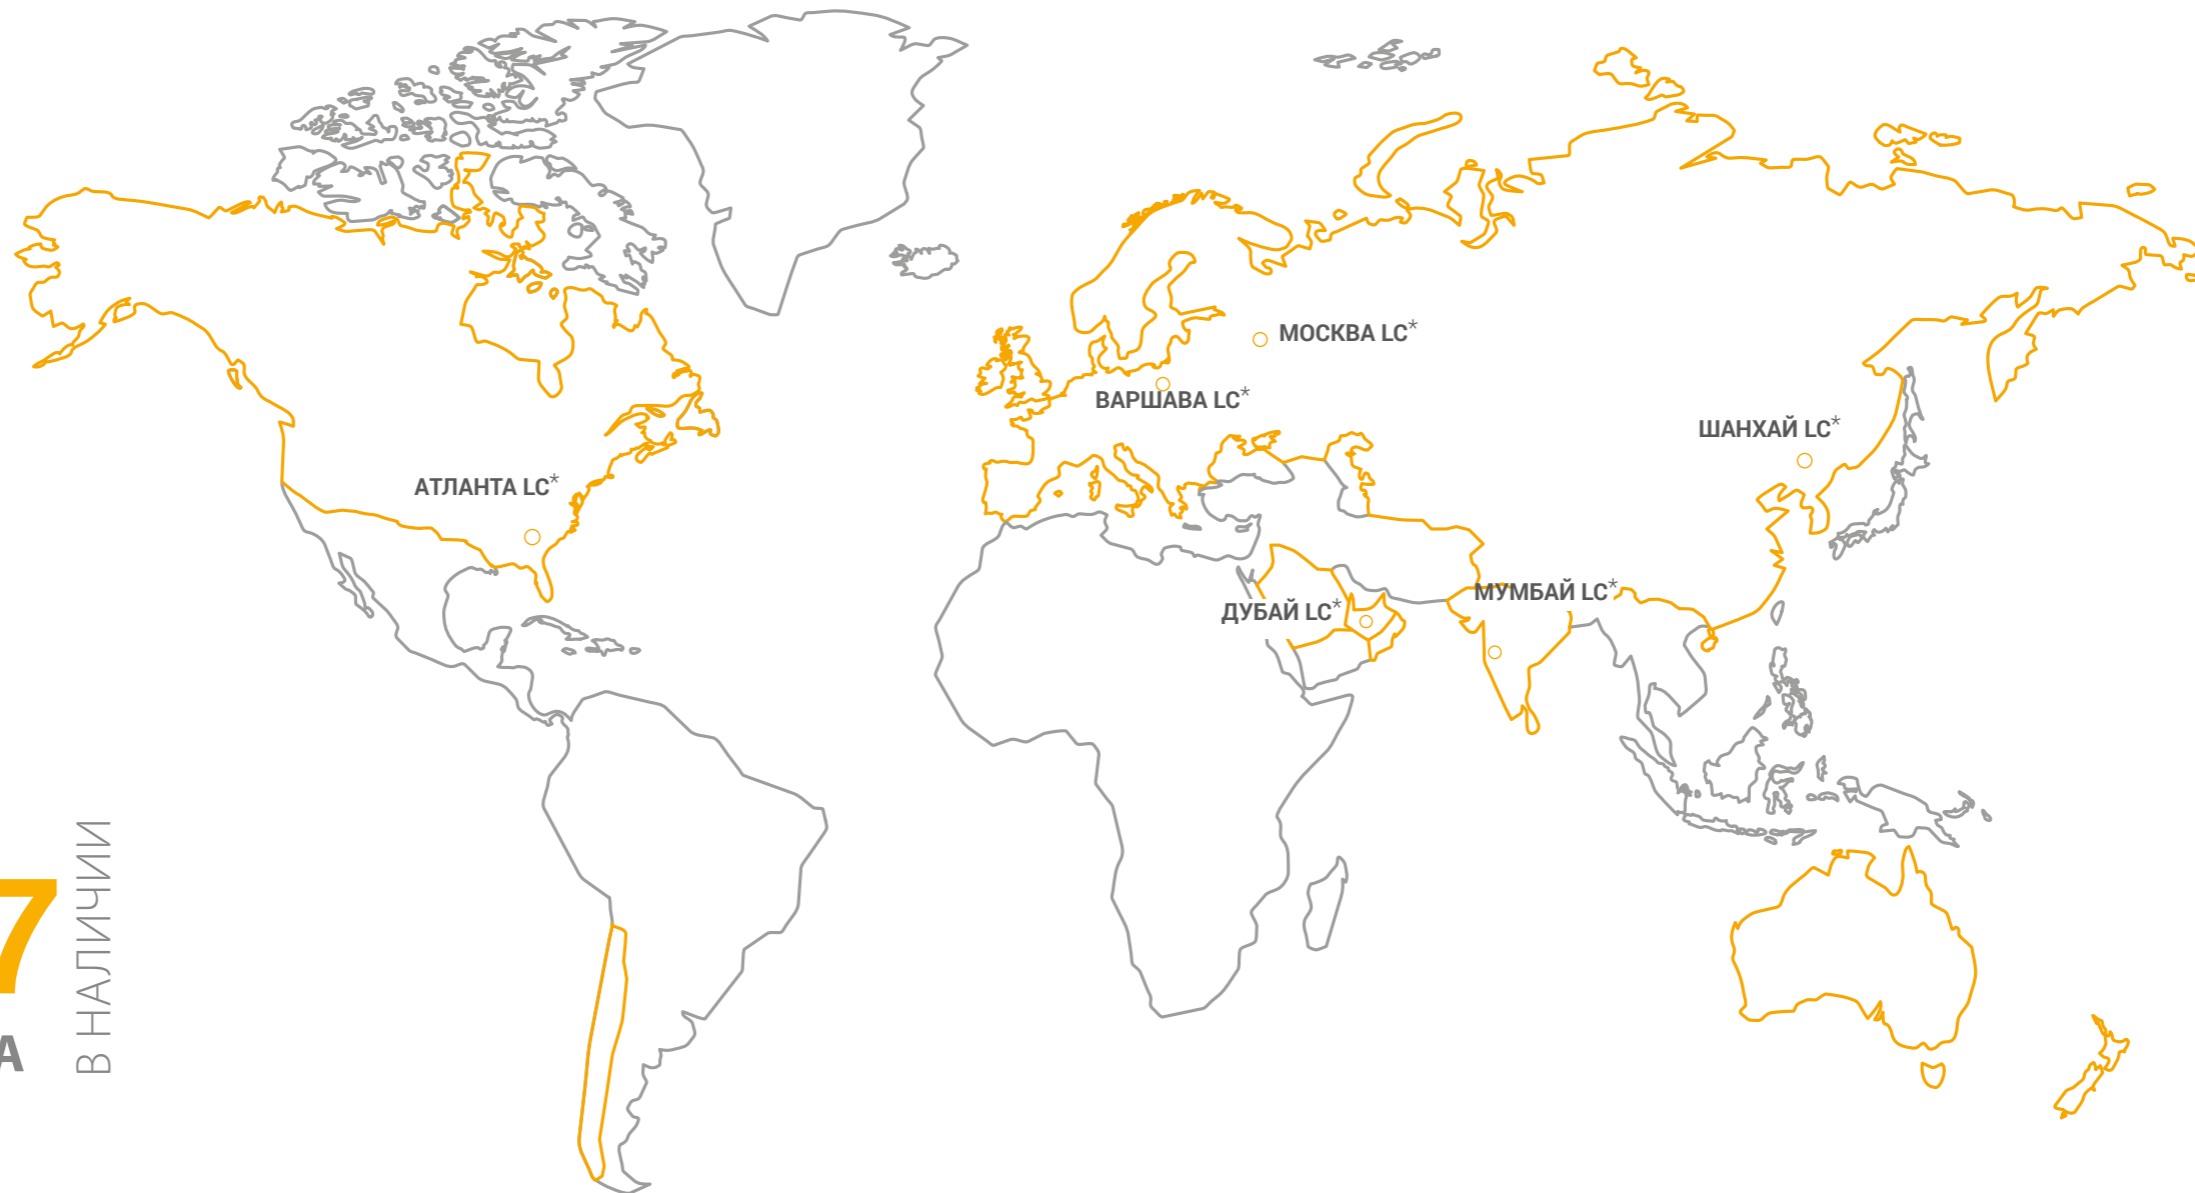 МОСКВА LC*
ВАРШАВА LC*
ШАНХАЙ LC*
АТЛАНТА LC*
МУМБАЙ LC*
ДУБАЙ LC*
7
А
В НАЛИЧИИ